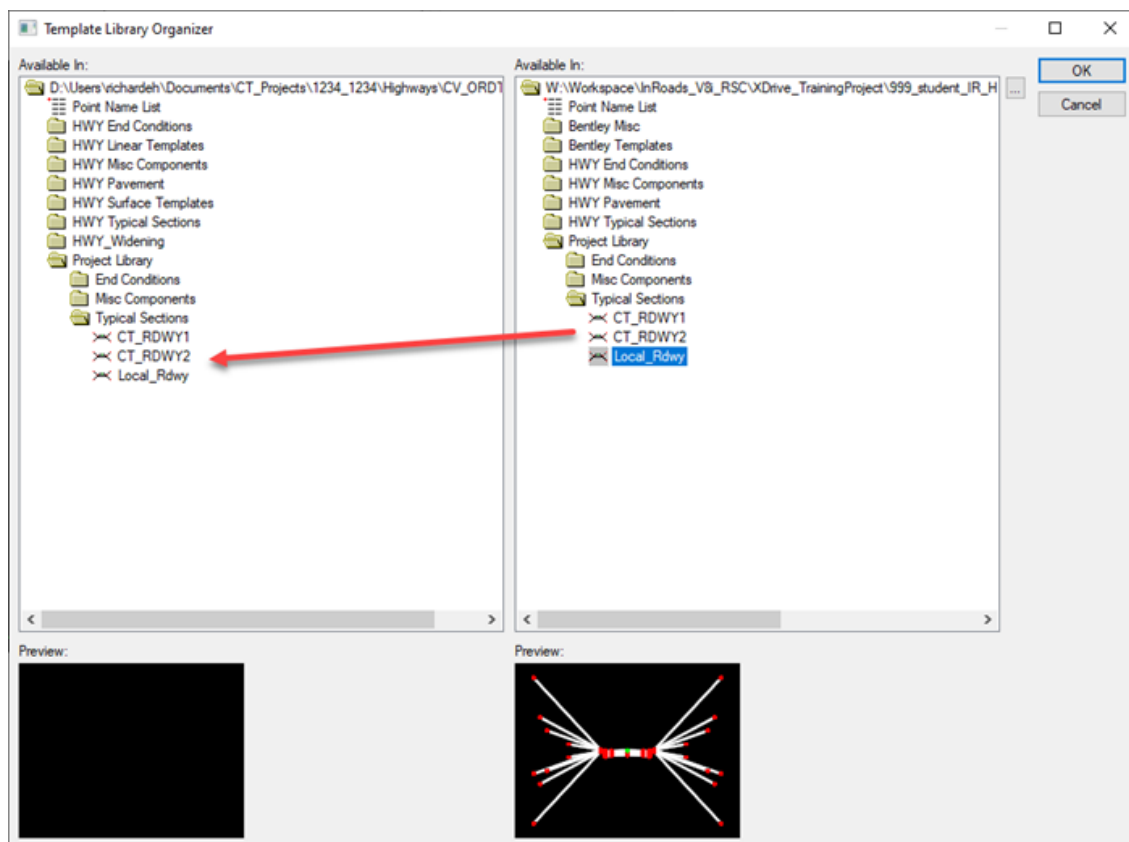 Template Library Organizer
Available In:
D:\Users\richardeh\Documents\CT_Projects\1234_1234\Highways\CV_ORD1
Point Name List
HWY End Conditions
HWY Linear Templates
HWY Misc Components
HWY Pavement
HWY Surface Templates
HWY Typical Sections
HWY_Widening
Project Library
End Conditions
Misc Components
Typical Sections
CT_RDWY1
CT_RDWY2
Local_Rdwy
Available In:
W:\Workspace\InRoads_V8i_RSC\XDrive_TrainingProject\999_student_IR_H
Point Name List
Bentley Misc
Bentley Templates
HWY End Conditions
HWY Misc Components
HWY Pavement
HWY Typical Sections
Project Library
End Conditions
Misc Components
Typical Sections
CT_RDWY1
CT_RDWY2
Local_Rdwy
...
OK
Cancel
Preview:
Preview: